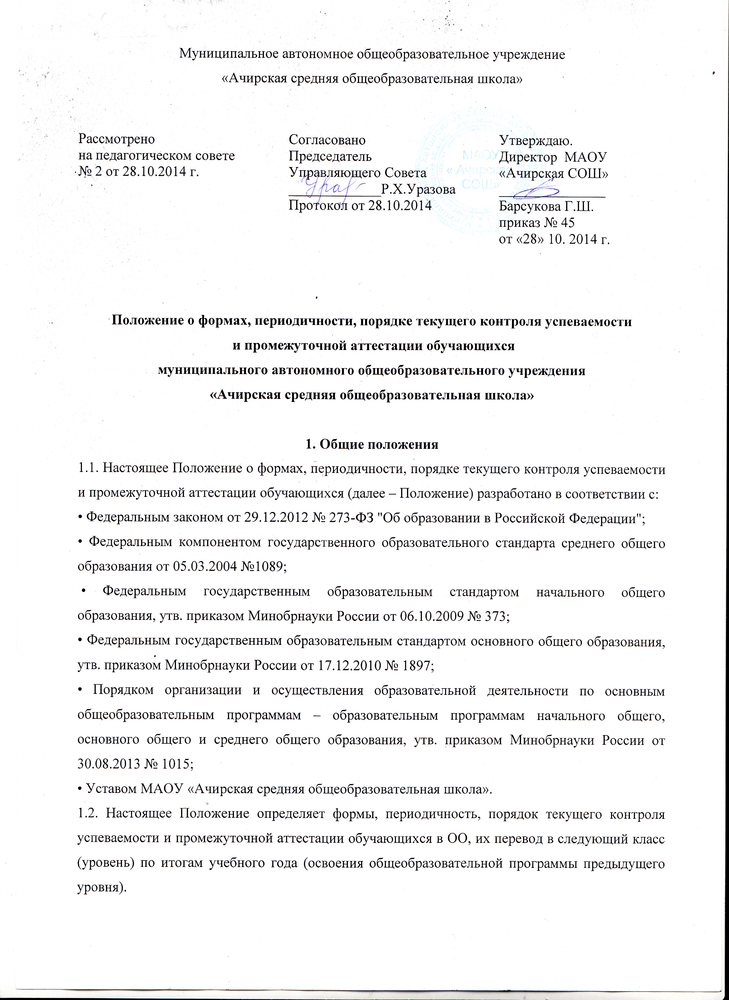 Муниципальное автономное общеобразовательное учреждение
«Ачирская средняя общеобразовательная школа»
Рассмотрено
на педагогическом совете
№ 2 от 28.10.2014 г.
Согласовано
Председатель
Управляющего Совета
_____________Р.Х.Уразова
Протокол от 28.10.2014
МАОУ
« Ачирская
СОШ»
Утверждаю.
Директор МАОУ
«Ачирская СОШ»
_______________
Барсукова Г.Ш.
приказ № 45
от «28» 10. 2014 г.
Положение о формах, периодичности, порядке текущего контроля успеваемости
и промежуточной аттестации обучающихся
муниципального автономного общеобразовательного учреждения
«Ачирская средняя общеобразовательная школа»
1. Общие положения
1.1. Настоящее Положение о формах, периодичности, порядке текущего контроля успеваемости
и промежуточной аттестации обучающихся (далее – Положение) разработано в соответствии с:
• Федеральным законом от 29.12.2012 № 273-ФЗ "Об образовании в Российской Федерации";
• Федеральным компонентом государственного образовательного стандарта среднего общего
образования от 05.03.2004 №1089;
• Федеральным государственным образовательным стандартом начального общего
образования, утв. приказом Минобрнауки России от 06.10.2009 № 373;
• Федеральным государственным образовательным стандартом основного общего образования,
утв. приказом Минобрнауки России от 17.12.2010 № 1897;
• Порядком организации и осуществления образовательной деятельности по основным
общеобразовательным программам – образовательным программам начального общего,
основного общего и среднего общего образования, утв. приказом Минобрнауки России от
30.08.2013 № 1015;
• Уставом МАОУ «Ачирская средняя общеобразовательная школа».
1.2. Настоящее Положение определяет формы, периодичность, порядок текущего контроля
успеваемости и промежуточной аттестации обучающихся в ОО, их перевод в следующий класс
(уровень) по итогам учебного года (освоения общеобразовательной программы предыдущего
уровня).